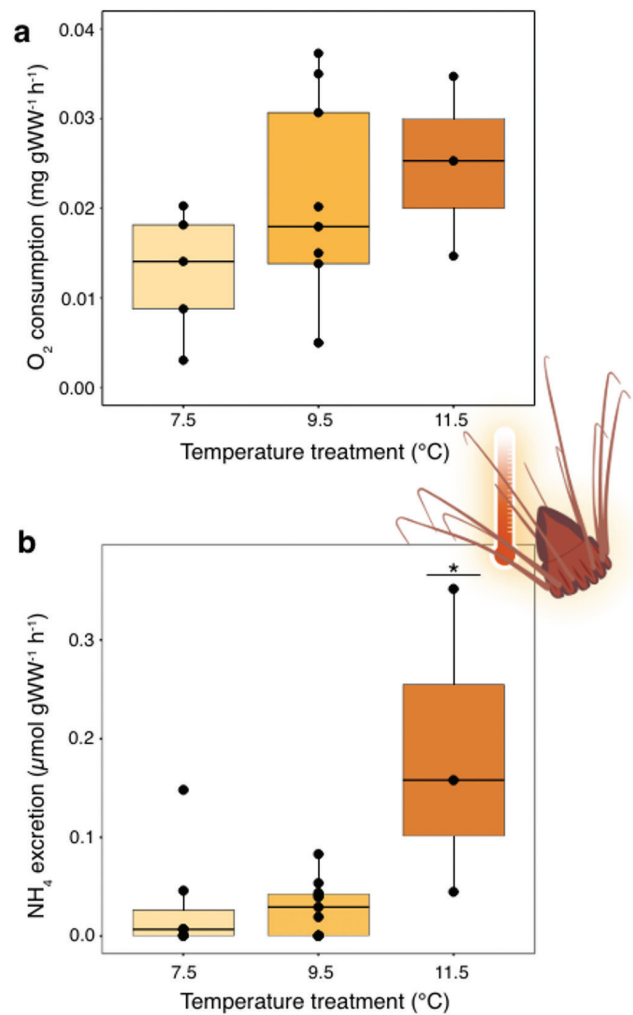 a
O₂ consumption (mg gWW⁻¹ h⁻¹)
0.04
0.03
0.02
0.01
0.00
7.5 9.5 11.5
Temperature treatment (°C)
b
NH₄ excretion (µmol gWW⁻¹ h⁻¹)
*
0.3
0.2
0.1
0.0
7.5 9.5 11.5
Temperature treatment (°C)